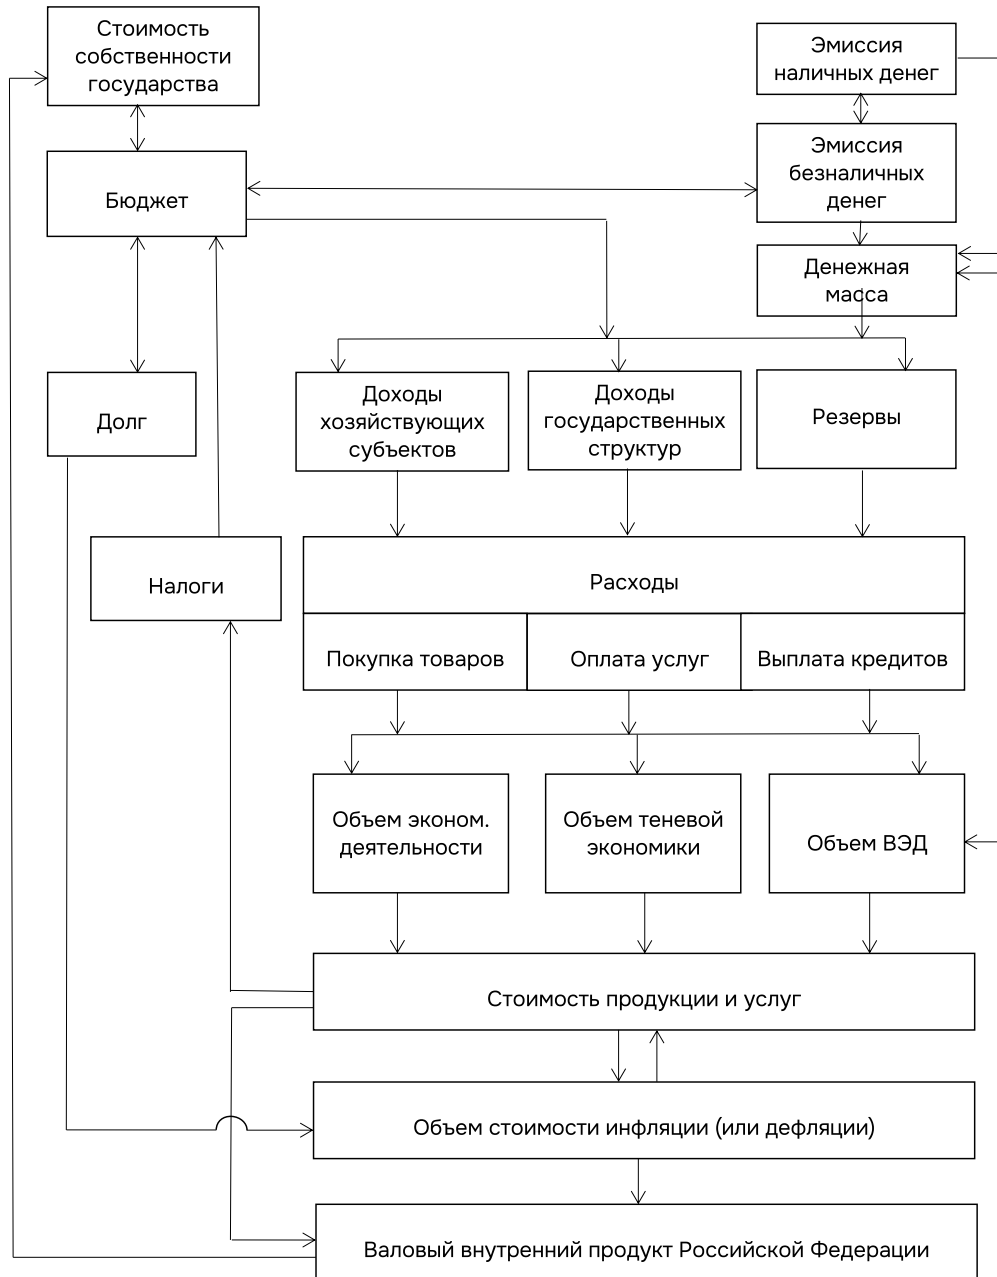 Стоимость
собственности
государства
Эмиссия
наличных денег
Эмиссия
безналичных
денег
Бюджет
Денежная
масса
Долг
Доходы
хозяйствующих
субъектов
Доходы
государственных
структур
Резервы
Налоги
Расходы
Покупка товаров
Оплата услуг
Выплата кредитов
Объем эконом.
деятельности
Объем теневой
экономики
Объем ВЭД
Стоимость продукции и услуг
Объем стоимости инфляции (или дефляции)
Валовый внутренний продукт Российской Федерации